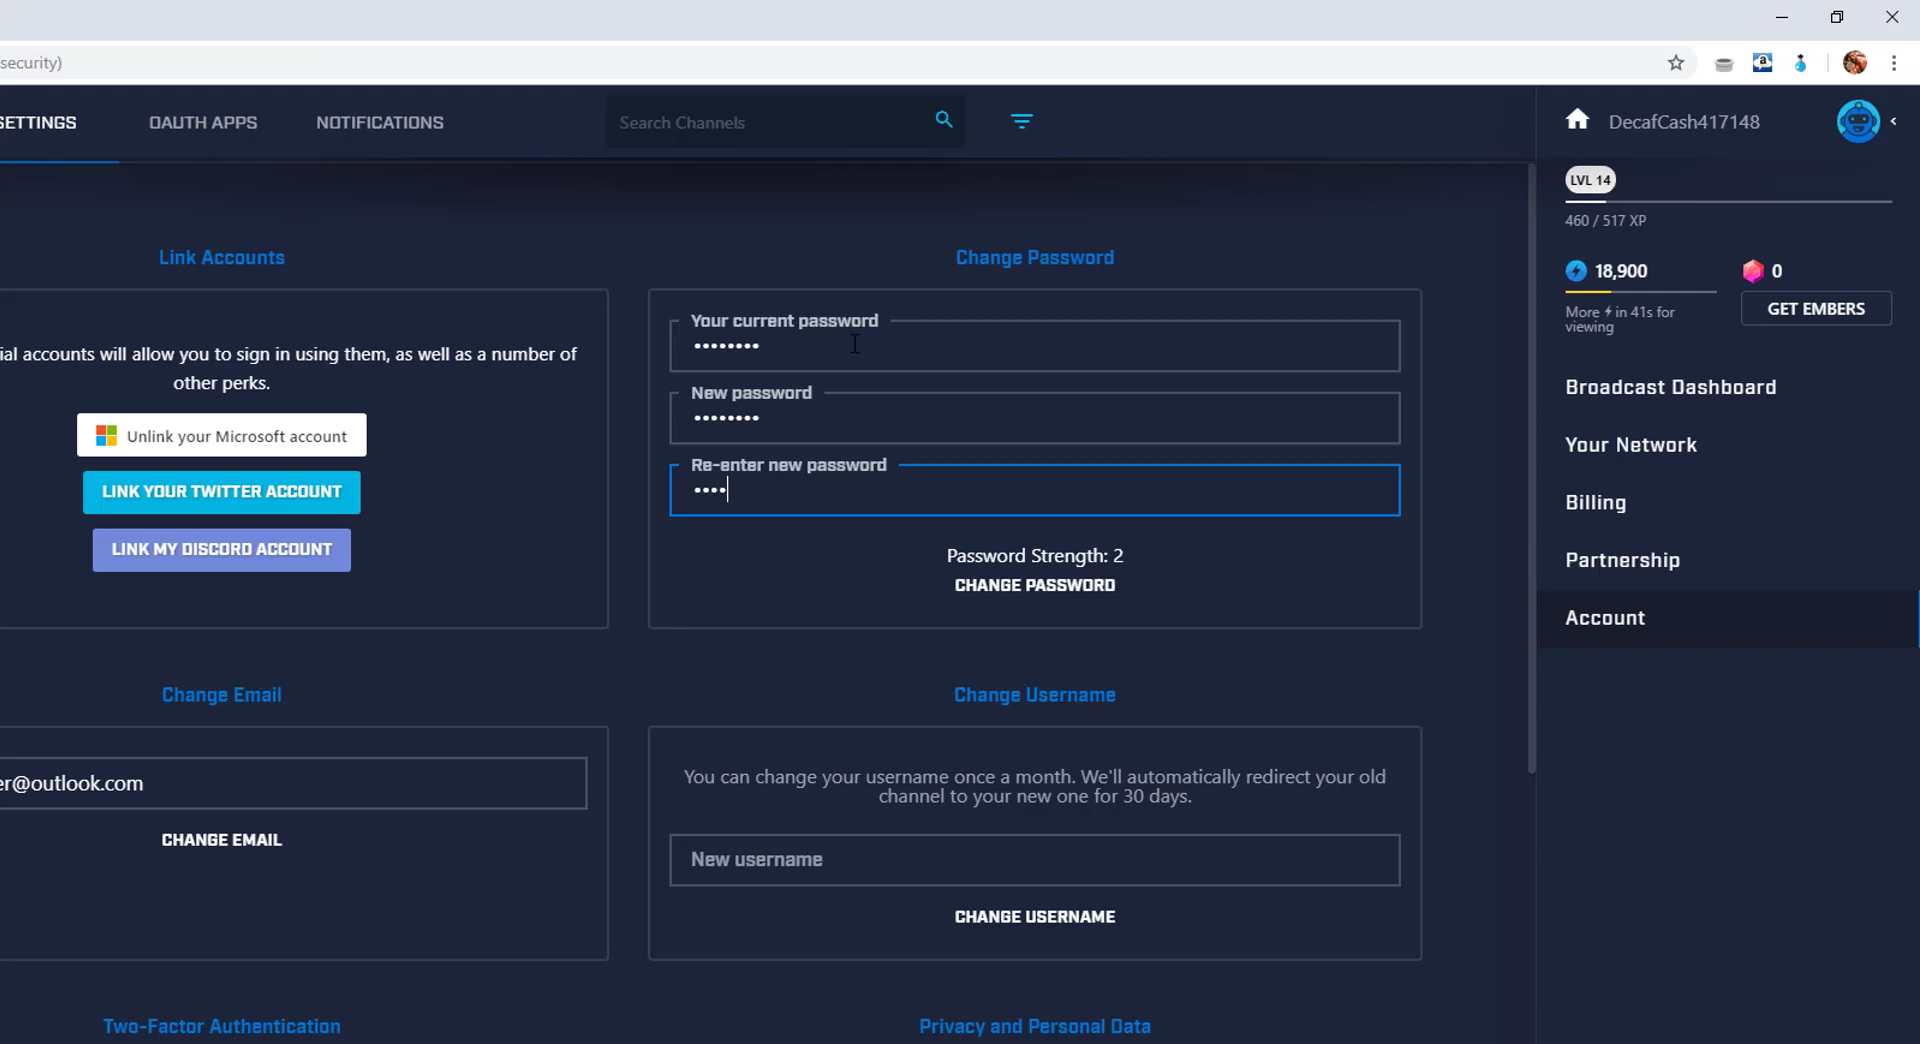 security)
SETTINGS
OAUTH APPS
NOTIFICATIONS
Search Channels
DecafCash417148
LVL 14
460 / 517 XP
18,900
0
More in 41s for
viewing
GET EMBERS
Broadcast Dashboard
Your Network
Billing
Partnership
Account
Link Accounts
ial accounts will allow you to sign in using them, as well as a number of
other perks.
Unlink your Microsoft account
LINK YOUR TWITTER ACCOUNT
LINK MY DISCORD ACCOUNT
Change Password
Your current password
••••••••
New password
••••••••
Re-enter new password
••••
Password Strength: 2
CHANGE PASSWORD
Change Email
er@outlook.com
CHANGE EMAIL
Change Username
You can change your username once a month. We'll automatically redirect your old
channel to your new one for 30 days.
New username
CHANGE USERNAME
Two-Factor Authentication
Privacy and Personal Data